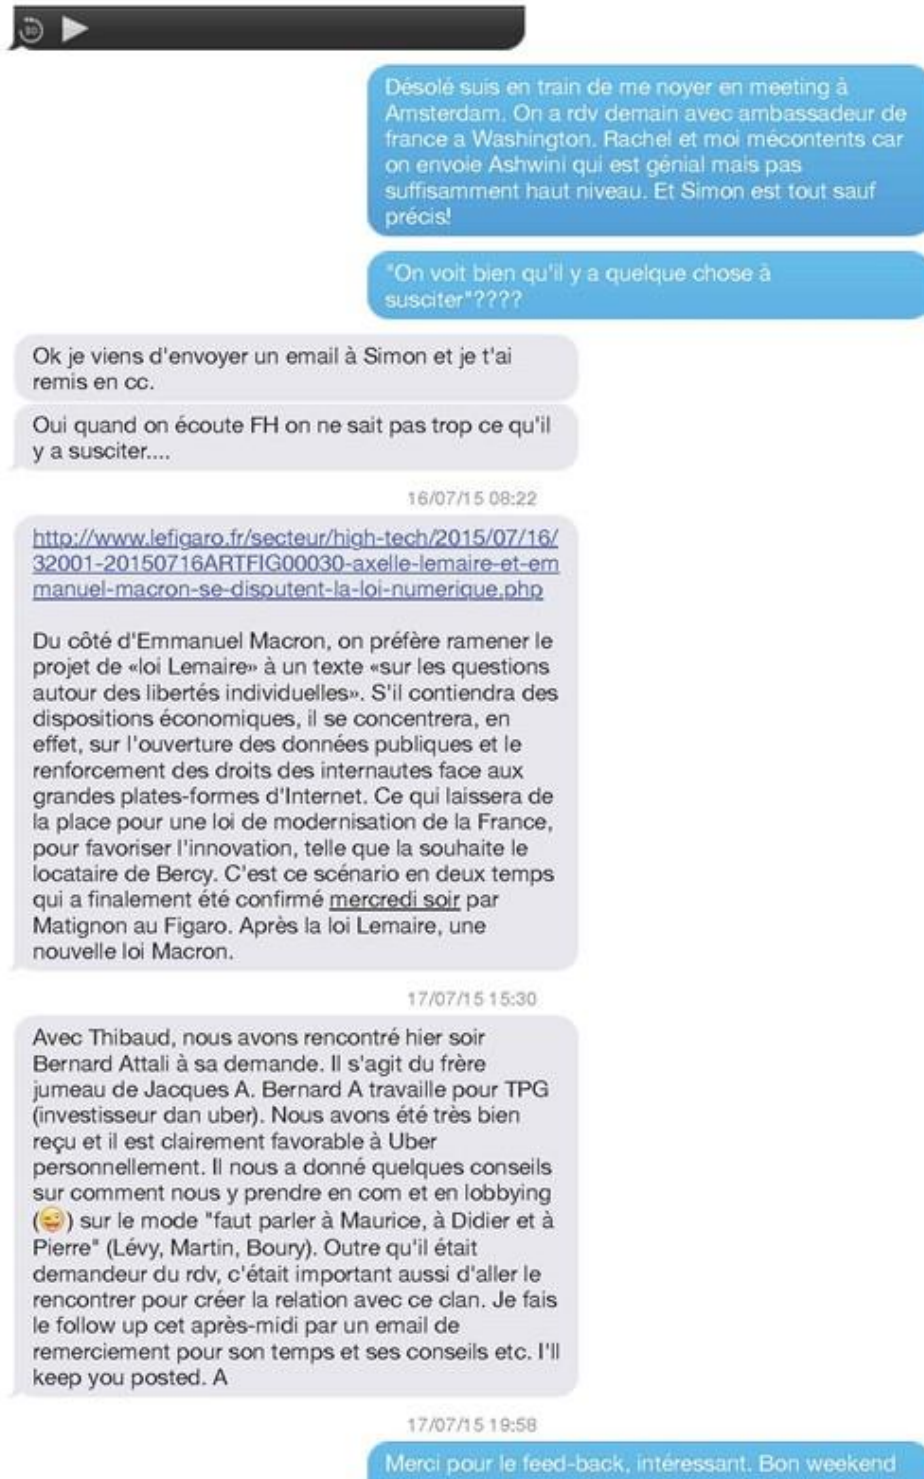 30
Désolé suis en train de me noyer en meeting à
Amsterdam. On a rdv demain avec ambassadeur de
france a Washington. Rachel et moi mécontents car
on envoie Ashwini qui est génial mais pas
suffisamment haut niveau. Et Simon est tout sauf
précis!
"On voit bien qu'il y a quelque chose à
susciter"????
Ok je viens d'envoyer un email à Simon et je t'ai
remis en cc.
Oui quand on écoute FH on ne sait pas trop ce qu'il
y a susciter....
16/07/15 08:22
http://www.lefigaro.fr/secteur/high-tech/2015/07/16/
32001-20150716ARTFIG00030-axelle-lemaire-et-em
manuel-macron-se-disputent-la-loi-numerique.php
Du côté d'Emmanuel Macron, on préfère ramener le
projet de «loi Lemaire» à un texte «sur les questions
autour des libertés individuelles». S'il contiendra des
dispositions économiques, il se concentrera, en
effet, sur l'ouverture des données publiques et le
renforcement des droits des internautes face aux
grandes plates-formes d'Internet. Ce qui laissera de
la place pour une loi de modernisation de la France,
pour favoriser l'innovation, telle que la souhaite le
locataire de Bercy. C'est ce scénario en deux temps
qui a finalement été confirmé mercredi soir par
Matignon au Figaro. Après la loi Lemaire, une
nouvelle loi Macron.
17/07/15 15:30
Avec Thibaud, nous avons rencontré hier soir
Bernard Attali à sa demande. Il s'agit du frère
jumeau de Jacques A. Bernard A travaille pour TPG
(investisseur dan uber). Nous avons été très bien
reçu et il est clairement favorable à Uber
personnellement. Il nous a donné quelques conseils
sur comment nous y prendre en com et en lobbying
(😜) sur le mode "faut parler à Maurice, à Didier et à
Pierre" (Lévy, Martin, Boury). Outre qu'il était
demandeur du rdv, c'était important aussi d'aller le
rencontrer pour créer la relation avec ce clan. Je fais
le follow up cet après-midi par un email de
remerciement pour son temps et ses conseils etc. I'll
keep you posted. A
17/07/15 19:58
Merci pour le feed-back, intéressant. Bon weekend